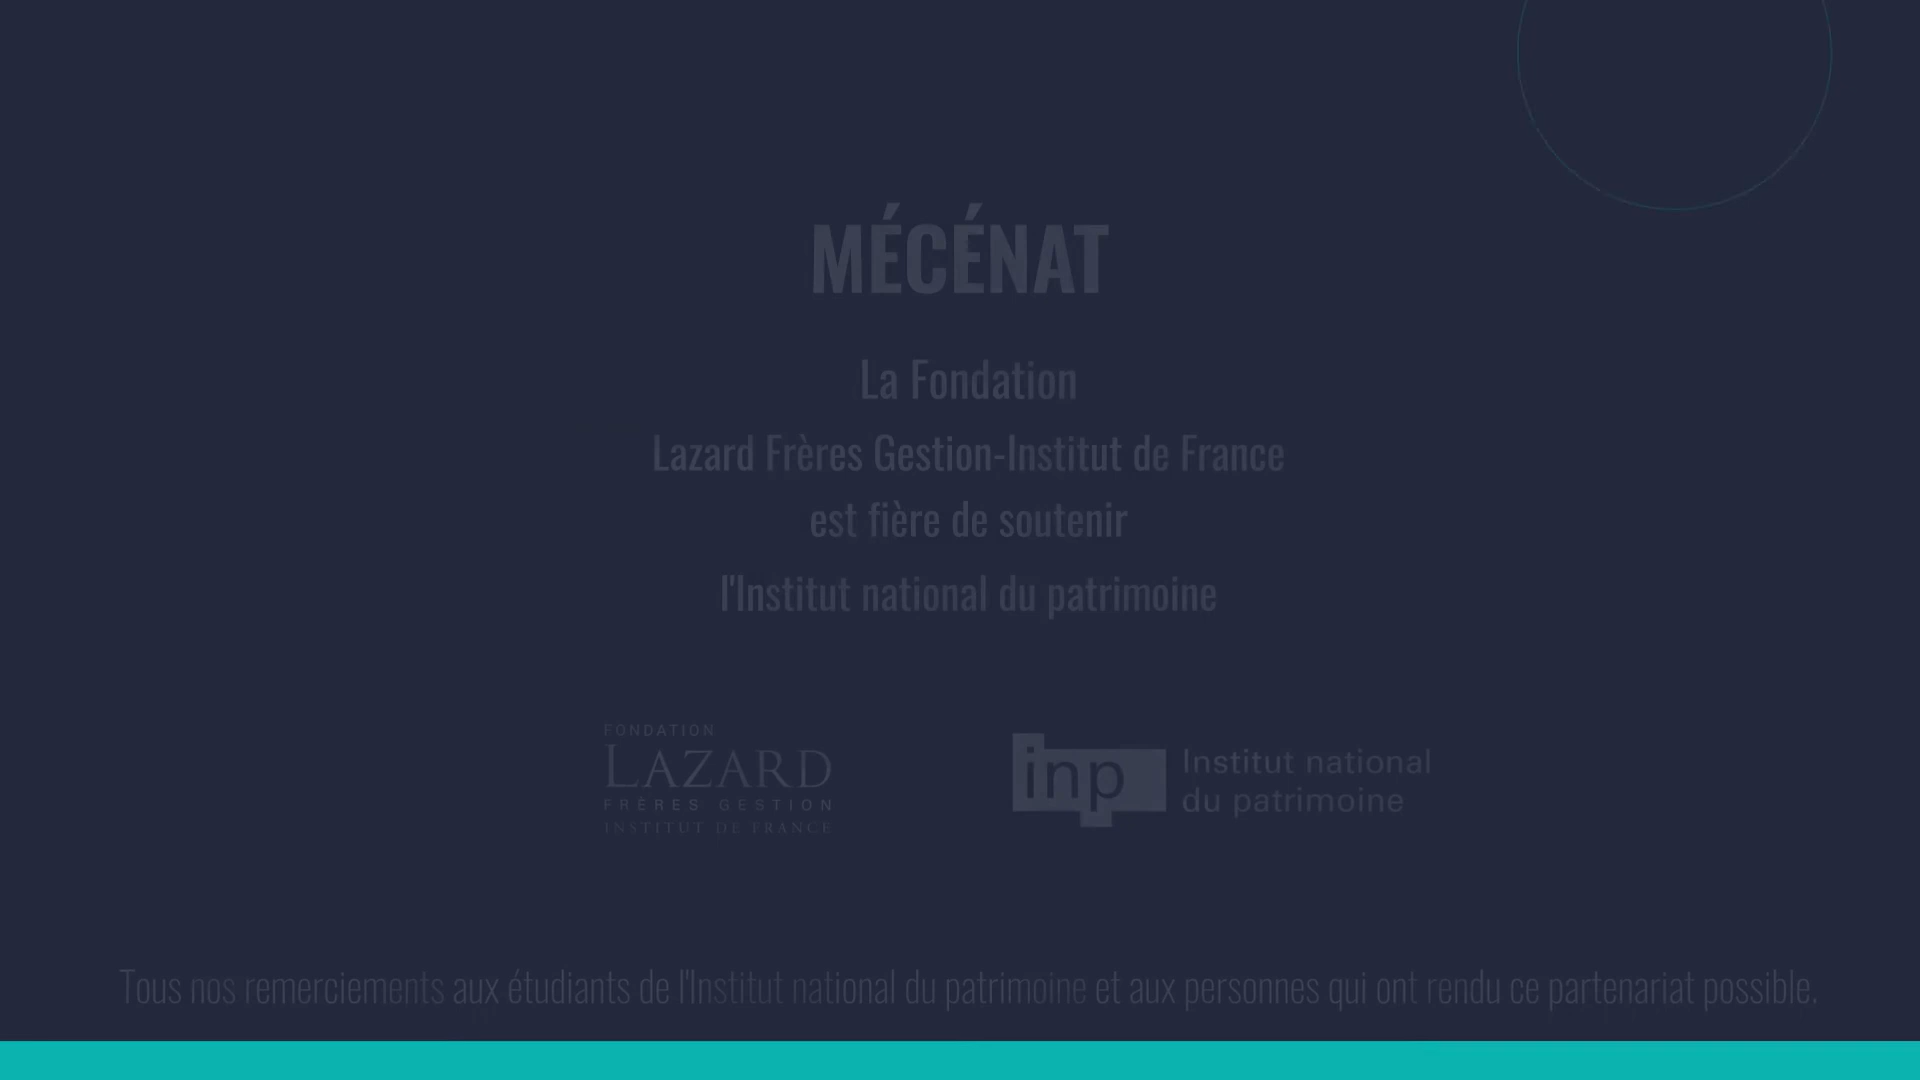 MÉCÉNAT
La Fondation
Lazard Frères Gestion-Institut de France
est fière de soutenir
l'Institut national du patrimoine
FONDATION
LAZARD
FRÈRES GESTION
INSTITUT DE FRANCE
inp
Institut national
du patrimoine
Tous nos remerciements aux étudiants de l'Institut national du patrimoine et aux personnes qui ont rendu ce partenariat possible.